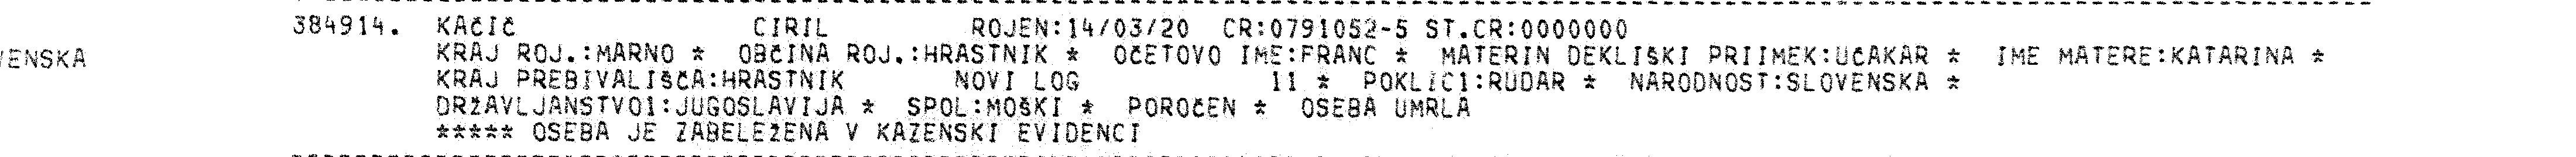 384914. KAČIČ CIRIL ROJEN:14/03/20 CR:0791052-5 ST.CR:0000000
KRAJ ROJ.:MARNO * OBČINA ROJ.:HRASTNIK * OČETOVO IME:FRANC * MATERIN DEKLIŠKI PRIIMEK:UČAKAR * IME MATERE:KATARINA *
VENSKA
KRAJ PREBIVALIŠČA:HRASTNIK NOVI LOG 11 * POKLIC1:RUDAR * NARODNOST:SLOVENSKA *
DRŽAVLJANSTVO1:JUGOSLAVIJA * SPOL:MOŠKI * POROČEN * OSEBA UMRLA
***** OSEBA JE ZABELEŽENA V KAZENSKI EVIDENCI